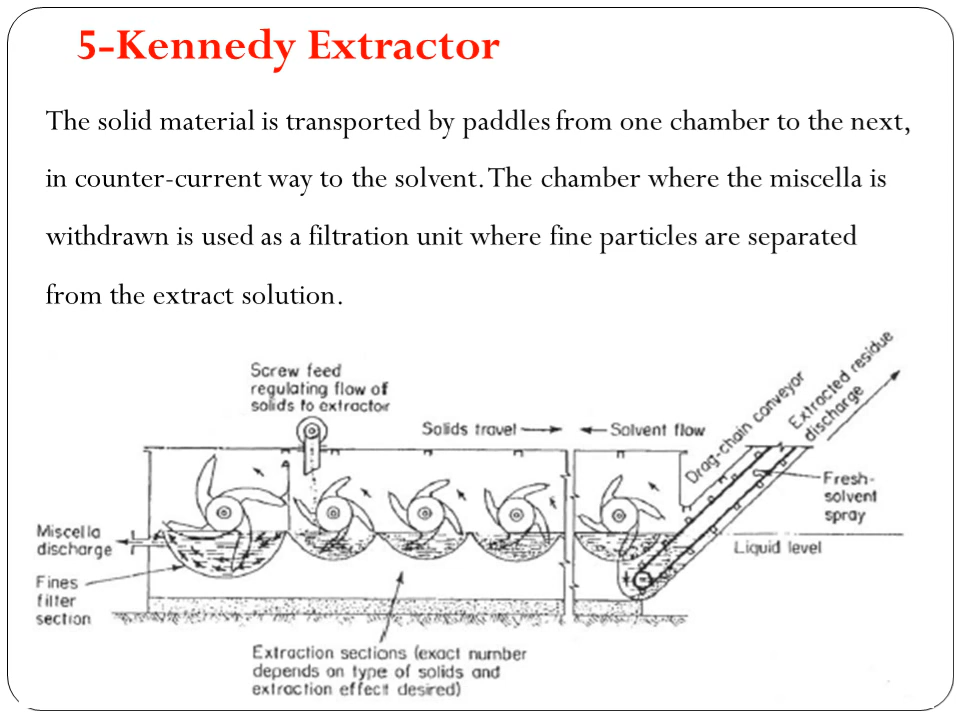 5-Kennedy Extractor
The solid material is transported by paddles from one chamber to the next,
in counter-current way to the solvent. The chamber where the miscella is
withdrawn is used as a filtration unit where fine particles are separated
from the extract solution.
Screw feed
regulating flow of
solids to extractor
Solids travel
Solvent flow
Drag-chain conveyor
Extracted residue
discharge
Fresh-
solvent
spray
Miscella
discharge
Liquid level
Fines
filter
section
Extraction sections (exact number
depends on type of solids and
extraction effect desired)